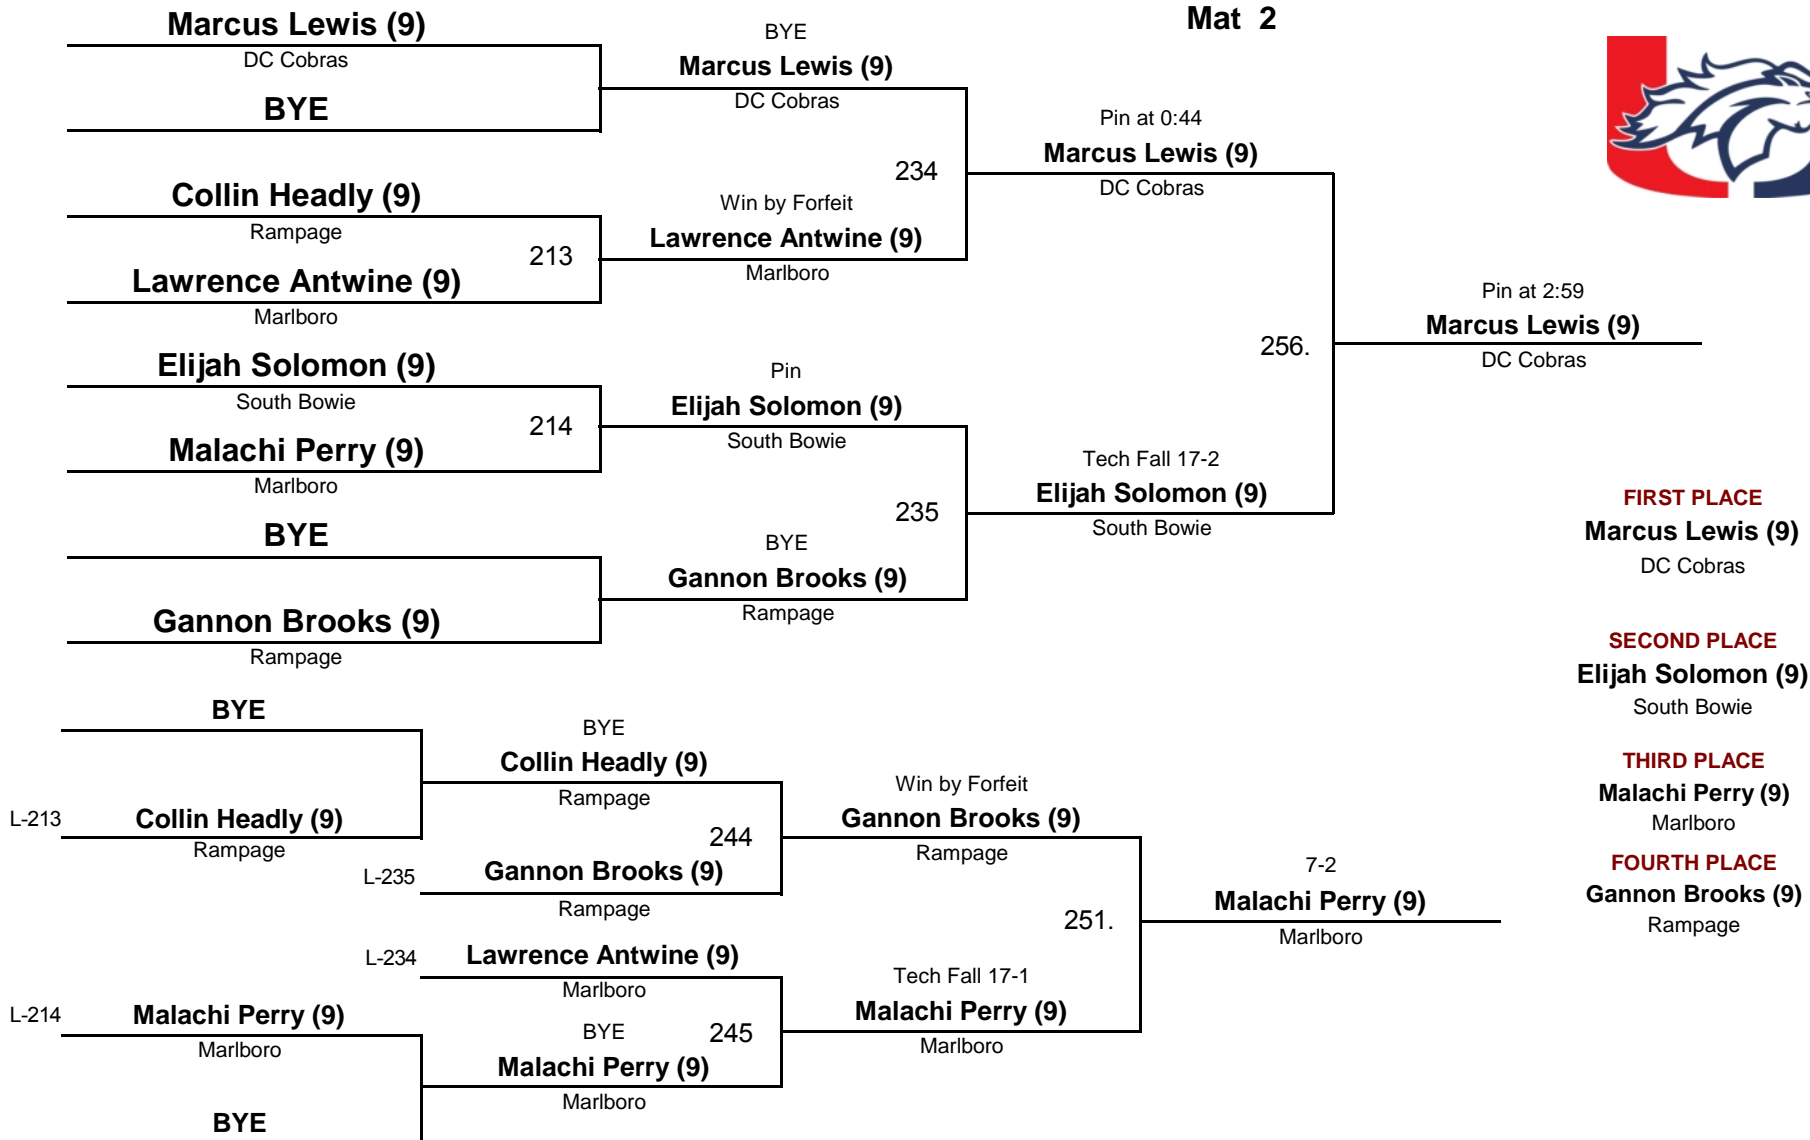 Mat 2
Marcus Lewis (9)
DC Cobras
BYE
Collin Headly (9)
Rampage
213
Lawrence Antwine (9)
Marlboro
Elijah Solomon (9)
South Bowie
214
Malachi Perry (9)
Marlboro
BYE
Gannon Brooks (9)
Rampage
BYE
Marcus Lewis (9)
DC Cobras
234
Win by Forfeit
Lawrence Antwine (9)
Marlboro
Pin
Elijah Solomon (9)
South Bowie
235
BYE
Gannon Brooks (9)
Rampage
Pin at 0:44
Marcus Lewis (9)
DC Cobras
256.
Tech Fall 17-2
Elijah Solomon (9)
South Bowie
Pin at 2:59
Marcus Lewis (9)
DC Cobras
BYE
L-213
Collin Headly (9)
Rampage
L-214
Malachi Perry (9)
Marlboro
BYE
BYE
Collin Headly (9)
Rampage
244
L-235
Gannon Brooks (9)
Rampage
L-234
Lawrence Antwine (9)
Marlboro
BYE
245
Malachi Perry (9)
Marlboro
Win by Forfeit
Gannon Brooks (9)
Rampage
251.
Tech Fall 17-1
Malachi Perry (9)
Marlboro
7-2
Malachi Perry (9)
Marlboro
FIRST PLACE
Marcus Lewis (9)
DC Cobras
SECOND PLACE
Elijah Solomon (9)
South Bowie
THIRD PLACE
Malachi Perry (9)
Marlboro
FOURTH PLACE
Gannon Brooks (9)
Rampage